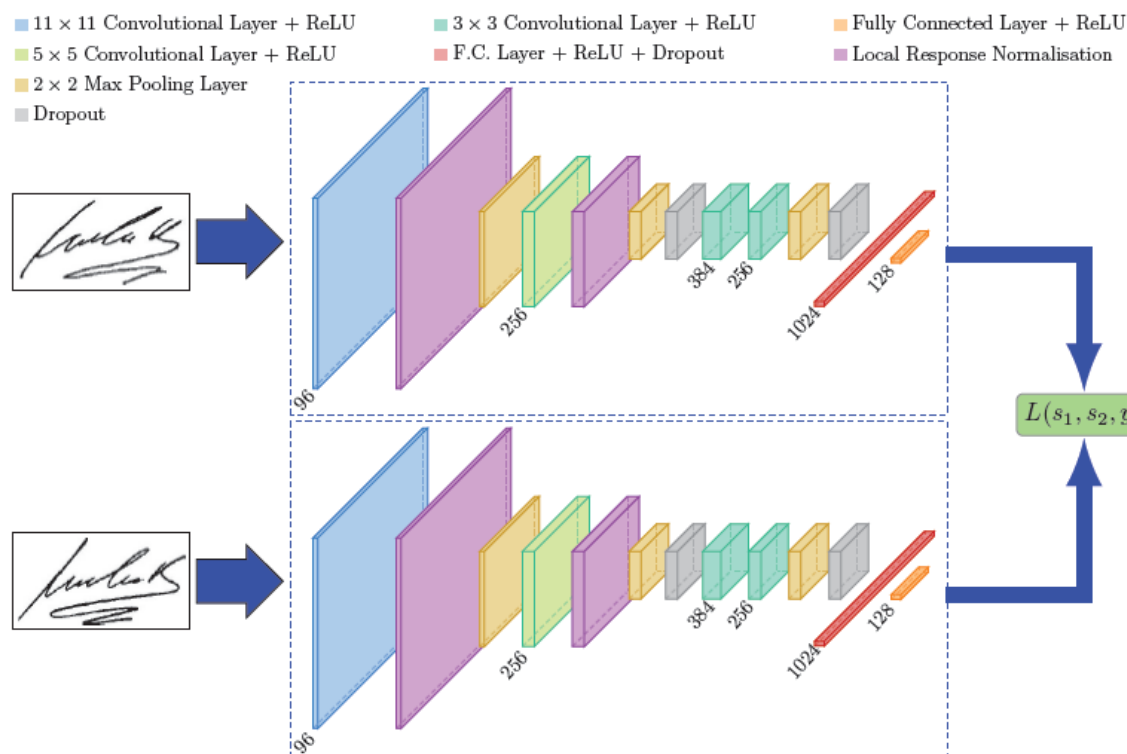 11 × 11 Convolutional Layer + ReLU
3 × 3 Convolutional Layer + ReLU
Fully Connected Layer + ReLU
5 × 5 Convolutional Layer + ReLU
F.C. Layer + ReLU + Dropout
Local Response Normalisation
2 × 2 Max Pooling Layer
Dropout
96
256
384
256
1024
128
L(s₁, s₂, y
96
256
384
256
1024
128